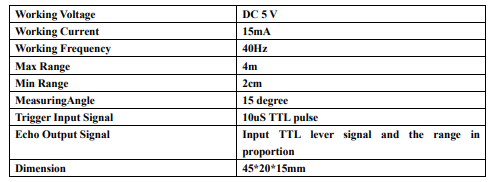 Working Voltage DC 5 V
Working Current 15mA
Working Frequency 40Hz
Max Range 4m
Min Range 2cm
MeasuringAngle 15 degree
Trigger Input Signal 10uS TTL pulse
Echo Output Signal Input TTL lever signal and the range in
proportion
Dimension 45*20*15mm